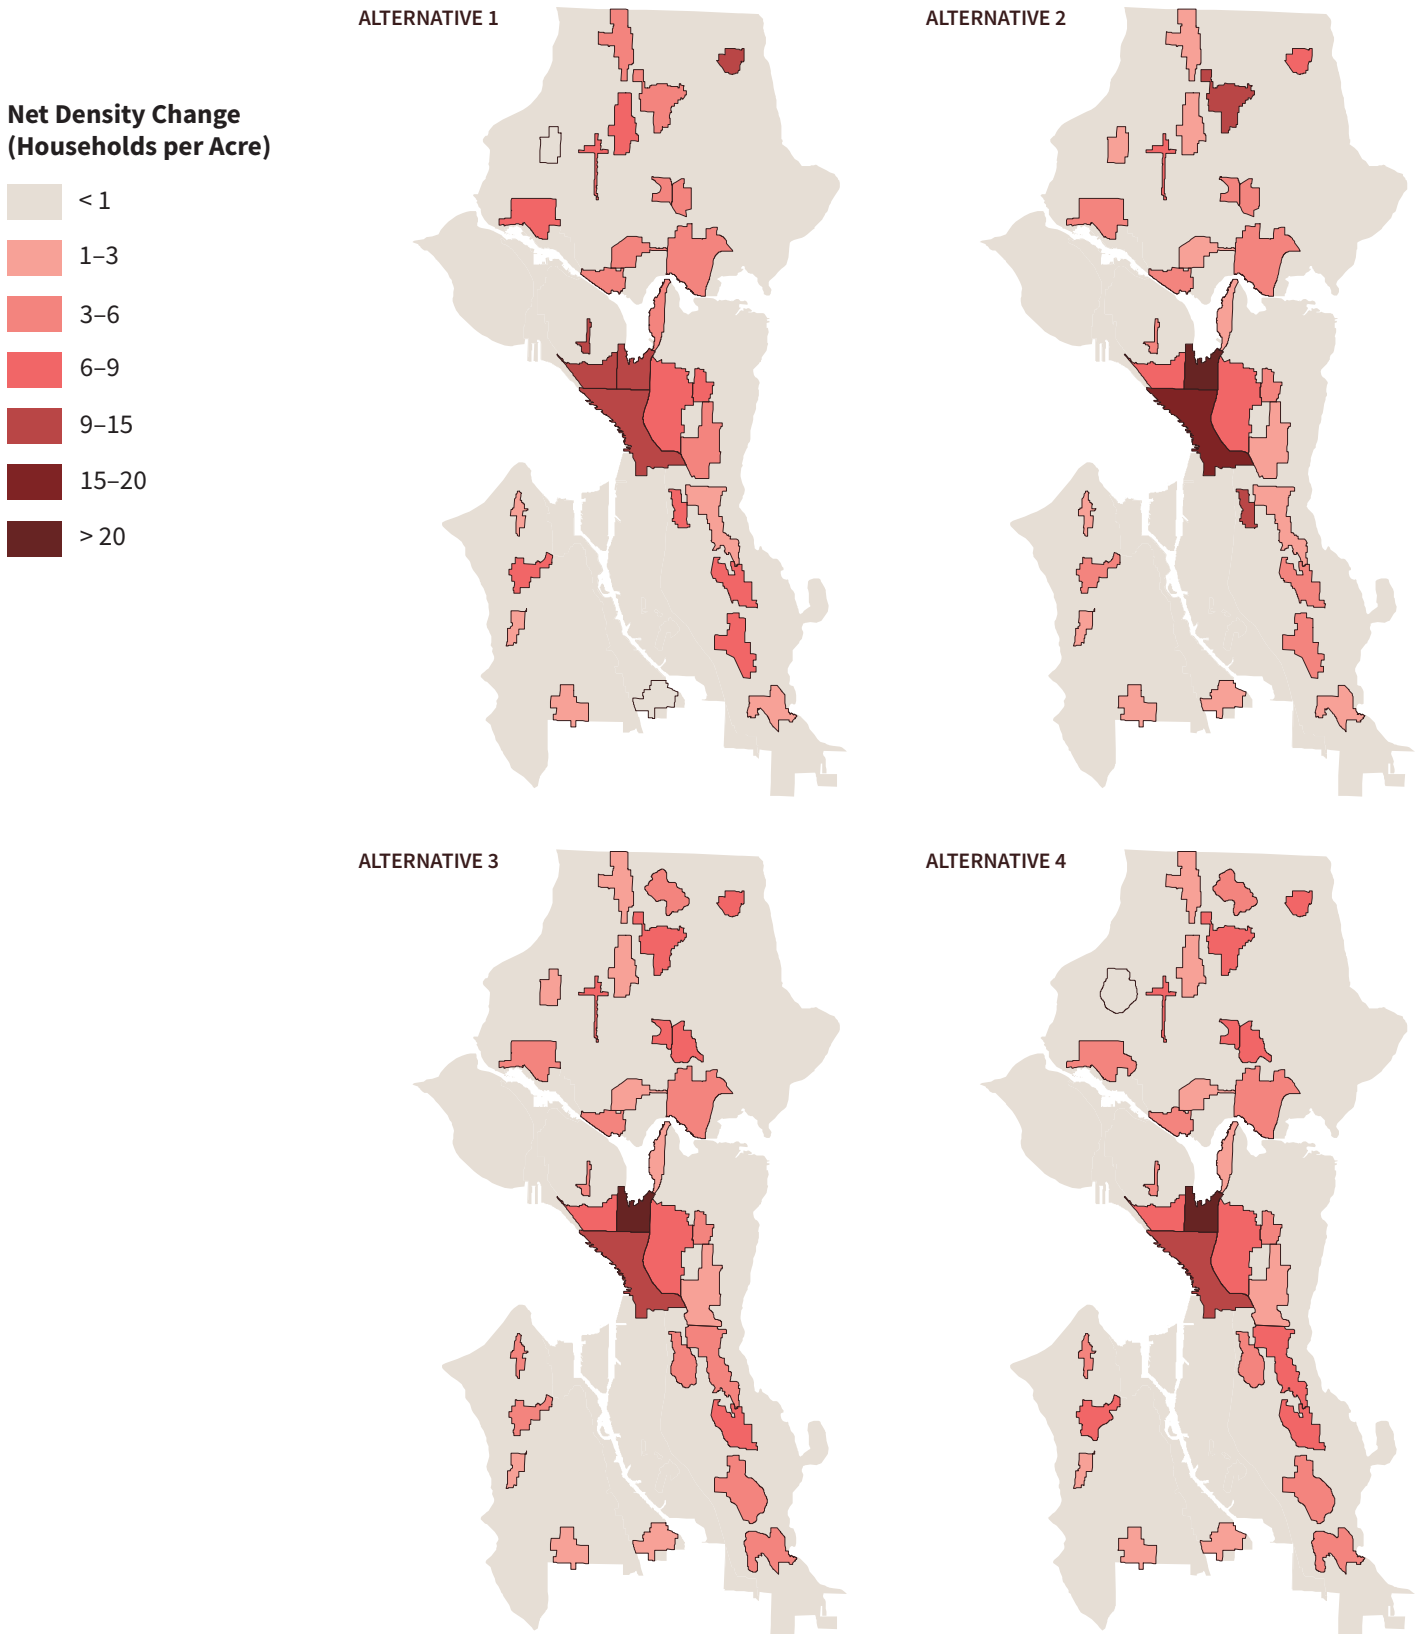 ALTERNATIVE 1
ALTERNATIVE 2
Net Density Change
(Households per Acre)
< 1
1–3
3–6
6–9
9–15
15–20
> 20
ALTERNATIVE 3
ALTERNATIVE 4